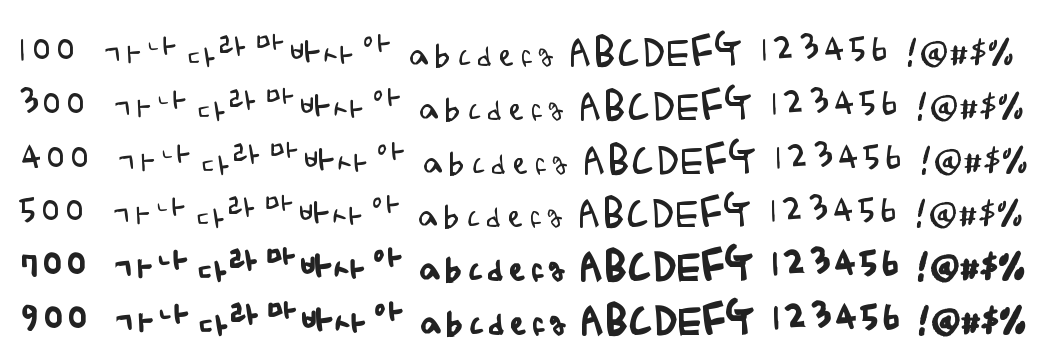 100 가나다라마바사아 abcdefg ABCDEFG 123456 !@#$%
300 가나다라마바사아 abcdefg ABCDEFG 123456 !@#$%
400 가나다라마바사아 abcdefg ABCDEFG 123456 !@#$%
500 가나다라마바사아 abcdefg ABCDEFG 123456 !@#$%
700 가나다라마바사아 abcdefg ABCDEFG 123456 !@#$%
900 가나다라마바사아 abcdefg ABCDEFG 123456 !@#$%